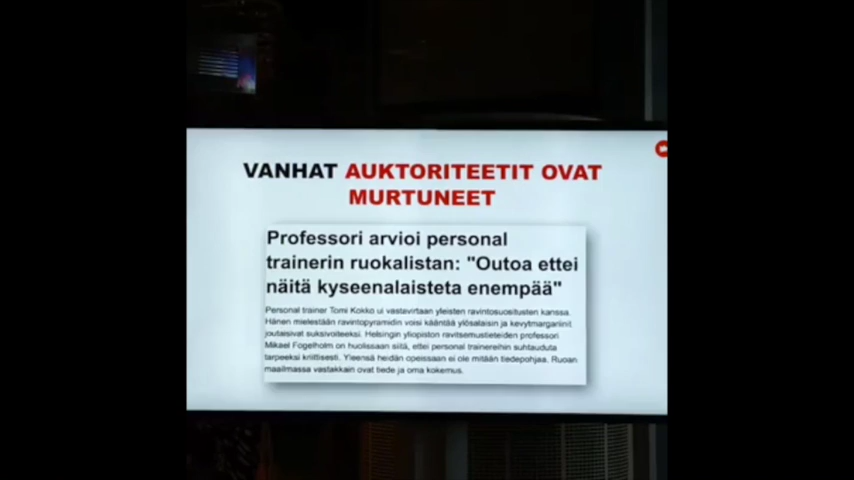 VANHAT AUKTORITEETIT OVAT
MURTUNEET
Professori arvioi personal
trainerin ruokalistan: "Outoa ettei
näitä kyseenalaisteta enempää"
Personal trainer Tomi Kokko ui vastavirtaan yleisten ravintosuositusten kanssa.
Hänen mielestään ravintopyramidin voisi kääntää ylösalaisin ja kevytmargariinit
joutaisivat suksivoiteeksi. Helsingin yliopiston ravitsemustieteiden professori
Mikael Fogelholm on huolissaan siitä, ettei personal trainereihin suhtauduta
tarpeeksi kriittisesti. Yleensä heidän opeissaan ei ole mitään tiedepohjaa. Ruoan
maailmassa vastakkain ovat tiede ja oma kokemus.